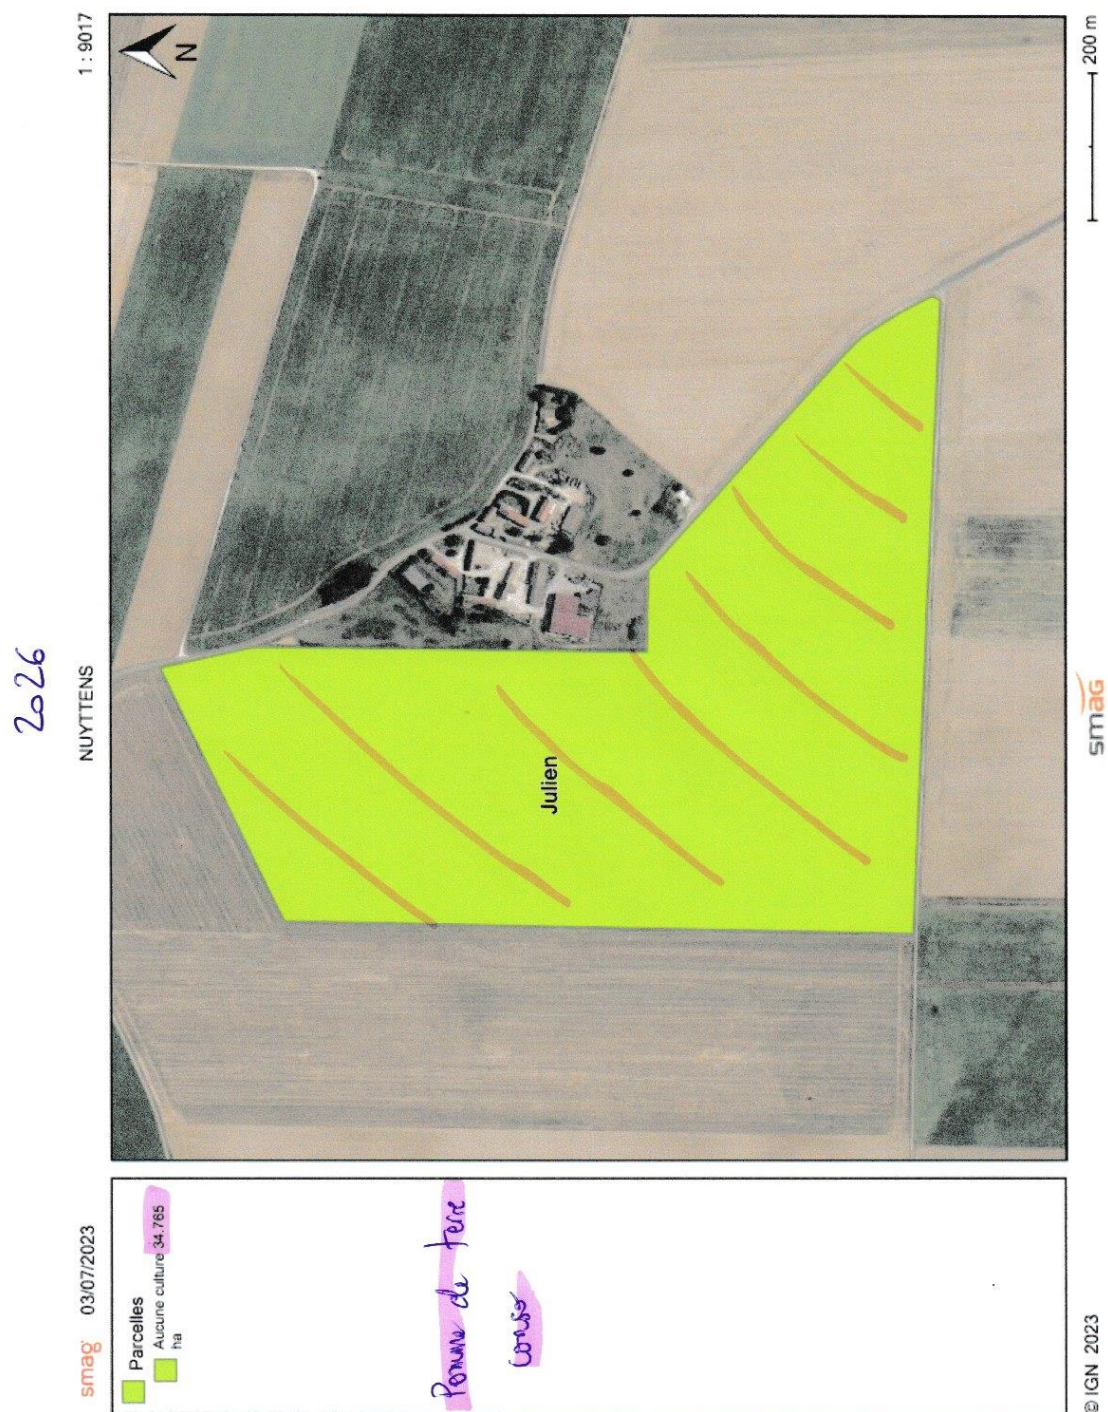 2026
smag 03/07/2023
NUYTTENS
1 : 9017
Parcelles
Aucune culture 34.765
ha
Pomme de terre
conso
N
Julien
© IGN 2023
smag
200 m